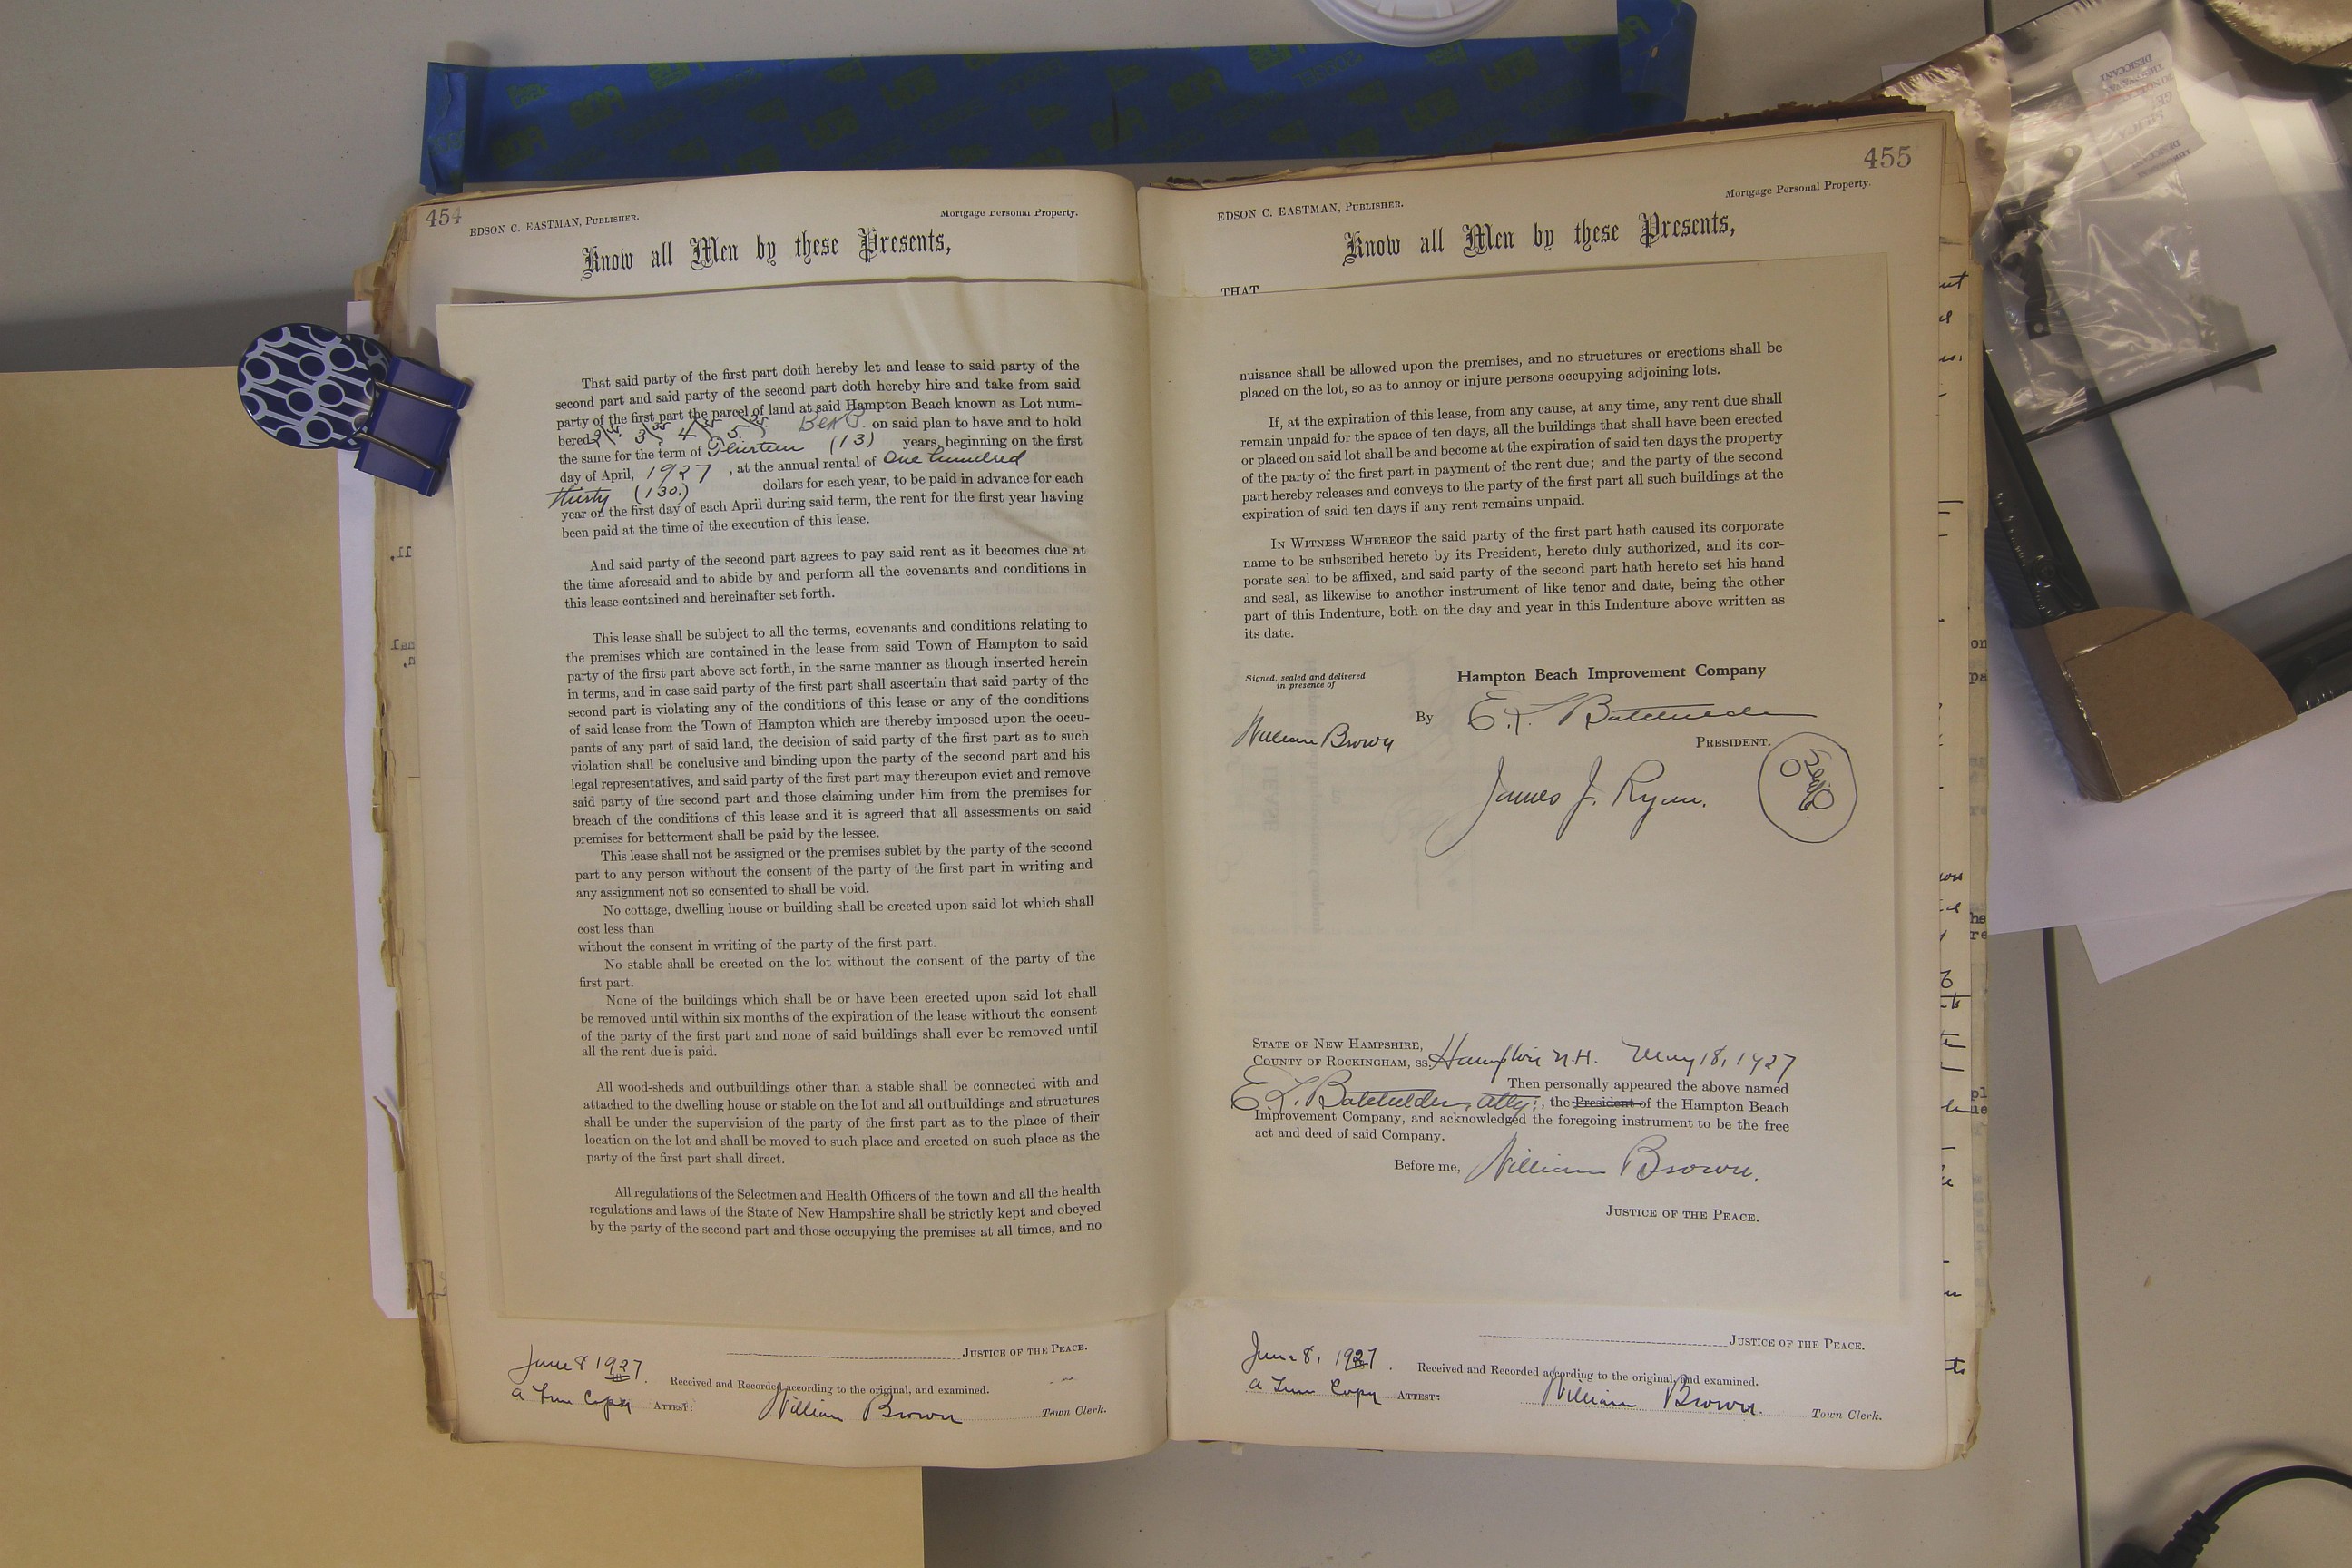 454
EDSON C. EASTMAN, PUBLISHER.
Mortgage Personal Property.
Know all Men by these Presents,
That said party of the first part doth hereby let and lease to said party of the
second part and said party of the second part doth hereby hire and take from said
party of the first part the parcel of land at said Hampton Beach known as Lot num-
bered 2 3 4 5 on said plan to have and to hold
the same for the term of Thirteen (13) years, beginning on the first
day of April, 1927, at the annual rental of One hundred
thirty (130.) dollars for each year, to be paid in advance for each
year on the first day of each April during said term, the rent for the first year having
been paid at the time of the execution of this lease.
And said party of the second part agrees to pay said rent as it becomes due at
the time aforesaid and to abide by and perform all the covenants and conditions in
this lease contained and hereinafter set forth.
This lease shall be subject to all the terms, covenants and conditions relating to
the premises which are contained in the lease from said Town of Hampton to said
party of the first part above set forth, in the same manner as though inserted herein
in terms, and in case said party of the first part shall ascertain that said party of the
second part is violating any of the conditions of this lease or any of the conditions
of said lease from the Town of Hampton which are thereby imposed upon the occu-
pants of any part of said land, the decision of said party of the first part as to such
violation shall be conclusive and binding upon the party of the second part and his
legal representatives, and said party of the first part may thereupon evict and remove
said party of the second part and those claiming under him from the premises for
breach of the conditions of this lease and it is agreed that all assessments on said
premises for betterment shall be paid by the lessee.
This lease shall not be assigned or the premises sublet by the party of the second
part to any person without the consent of the party of the first part in writing and
any assignment not so consented to shall be void.
No cottage, dwelling house or building shall be erected upon said lot which shall
cost less than
without the consent in writing of the party of the first part.
No stable shall be erected on the lot without the consent of the party of the
first part.
None of the buildings which shall be or have been erected upon said lot shall
be removed until within six months of the expiration of the lease without the consent
of the party of the first part and none of said buildings shall ever be removed until
all the rent due is paid.
All wood-sheds and outbuildings other than a stable shall be connected with and
attached to the dwelling house or stable on the lot and all outbuildings and structures
shall be under the supervision of the party of the first part as to the place of their
location on the lot and shall be moved to such place and erected on such place as the
party of the first part shall direct.
All regulations of the Selectmen and Health Officers of the town and all the health
regulations and laws of the State of New Hampshire shall be strictly kept and obeyed
by the party of the second part and those occupying the premises at all times, and no
JUSTICE OF THE PEACE.
June 8 1927.
Received and Recorded according to the original, and examined.
a True Copy ATTEST: William Brown Town Clerk.
455
EDSON C. EASTMAN, PUBLISHER.
Mortgage Personal Property.
Know all Men by these Presents,
THAT
nuisance shall be allowed upon the premises, and no structures or erections shall be
placed on the lot, so as to annoy or injure persons occupying adjoining lots.
If, at the expiration of this lease, from any cause, at any time, any rent due shall
remain unpaid for the space of ten days, all the buildings that shall have been erected
or placed on said lot shall be and become at the expiration of said ten days the property
of the party of the first part in payment of the rent due; and the party of the second
part hereby releases and conveys to the party of the first part all such buildings at the
expiration of said ten days if any rent remains unpaid.
IN WITNESS WHEREOF the said party of the first part hath caused its corporate
name to be subscribed hereto by its President, hereto duly authorized, and its cor-
porate seal to be affixed, and said party of the second part hath hereto set his hand
and seal, as likewise to another instrument of like tenor and date, being the other
part of this Indenture, both on the day and year in this Indenture above written as
its date.
Signed, sealed and delivered
in presence of
Hampton Beach Improvement Company
William Brown
By E. L. Batchelder
PRESIDENT.
James J. Ryan.
STATE OF NEW HAMPSHIRE,
COUNTY OF ROCKINGHAM, ss. Hampton N.H. May 18, 1927
Then personally appeared the above named
E. L. Batchelder, Atty., the President of the Hampton Beach
Improvement Company, and acknowledged the foregoing instrument to be the free
act and deed of said Company.
Before me, William Brown.
JUSTICE OF THE PEACE.
JUSTICE OF THE PEACE.
June 8, 1927.
Received and Recorded according to the original, and examined.
a True Copy ATTEST: William Brown. Town Clerk.